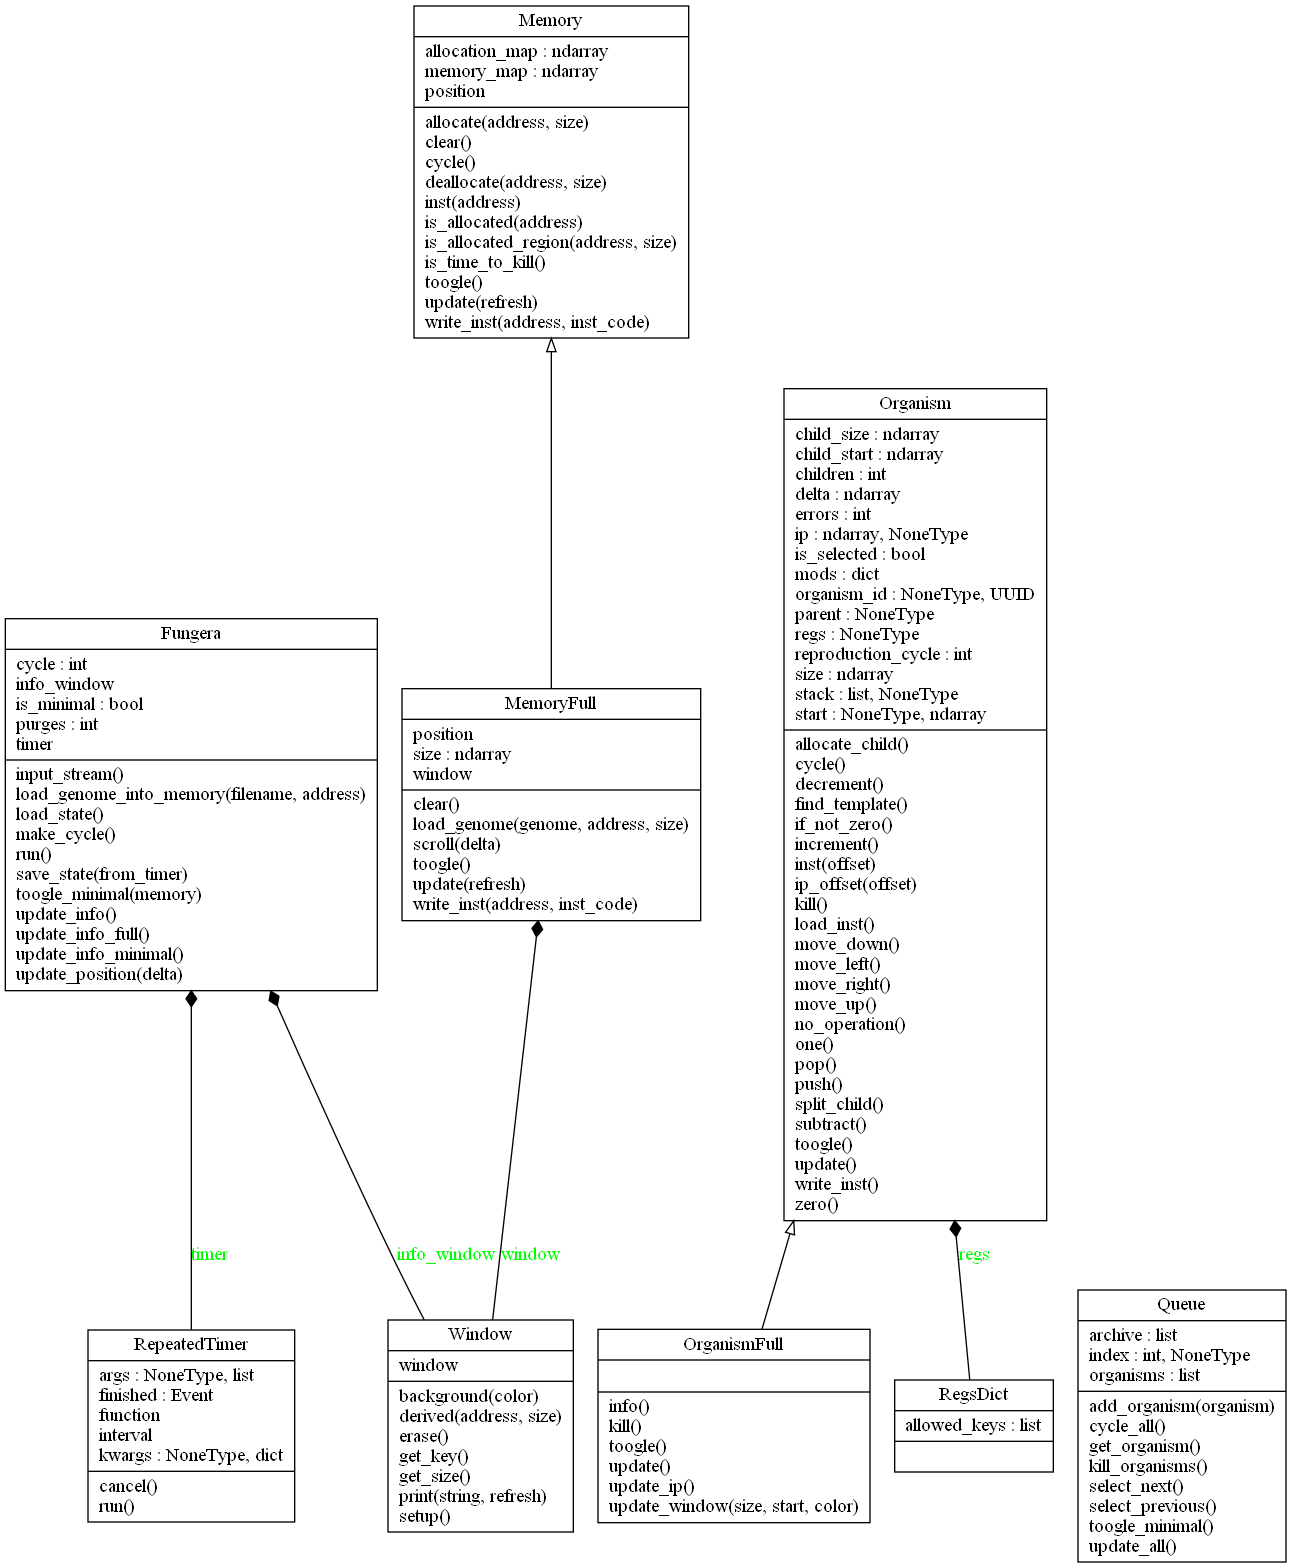 Memory
allocation_map : ndarray
memory_map : ndarray
position
allocate(address, size)
clear()
cycle()
deallocate(address, size)
inst(address)
is_allocated(address)
is_allocated_region(address, size)
is_time_to_kill()
toogle()
update(refresh)
write_inst(address, inst_code)
Organism
child_size : ndarray
child_start : ndarray
children : int
delta : ndarray
errors : int
ip : ndarray, NoneType
is_selected : bool
mods : dict
organism_id : NoneType, UUID
parent : NoneType
regs : NoneType
reproduction_cycle : int
size : ndarray
stack : list, NoneType
start : NoneType, ndarray
allocate_child()
cycle()
decrement()
find_template()
if_not_zero()
increment()
inst(offset)
ip_offset(offset)
kill()
load_inst()
move_down()
move_left()
move_right()
move_up()
no_operation()
one()
pop()
push()
split_child()
subtract()
toogle()
update()
write_inst()
zero()
Fungera
cycle : int
info_window
is_minimal : bool
purges : int
timer
input_stream()
load_genome_into_memory(filename, address)
load_state()
make_cycle()
run()
save_state(from_timer)
toogle_minimal(memory)
update_info()
update_info_full()
update_info_minimal()
update_position(delta)
MemoryFull
position
size : ndarray
window
clear()
load_genome(genome, address, size)
scroll(delta)
toogle()
update(refresh)
write_inst(address, inst_code)
timer
info_window
window
regs
RepeatedTimer
args : NoneType, list
finished : Event
function
interval
kwargs : NoneType, dict
cancel()
run()
Window
window
background(color)
derived(address, size)
erase()
get_key()
get_size()
print(string, refresh)
setup()
OrganismFull
info()
kill()
toogle()
update()
update_ip()
update_window(size, start, color)
RegsDict
allowed_keys : list
Queue
archive : list
index : int, NoneType
organisms : list
add_organism(organism)
cycle_all()
get_organism()
kill_organisms()
select_next()
select_previous()
toogle_minimal()
update_all()